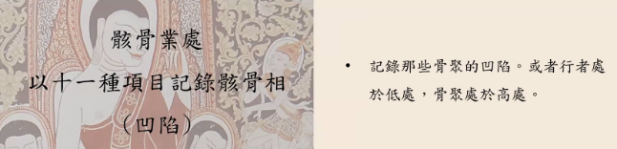 骸骨業處
以十一種項目記錄骸骨相
（凹陷）
• 記錄那些骨聚的凹陷。或者行者處
於低處，骨聚處於高處。